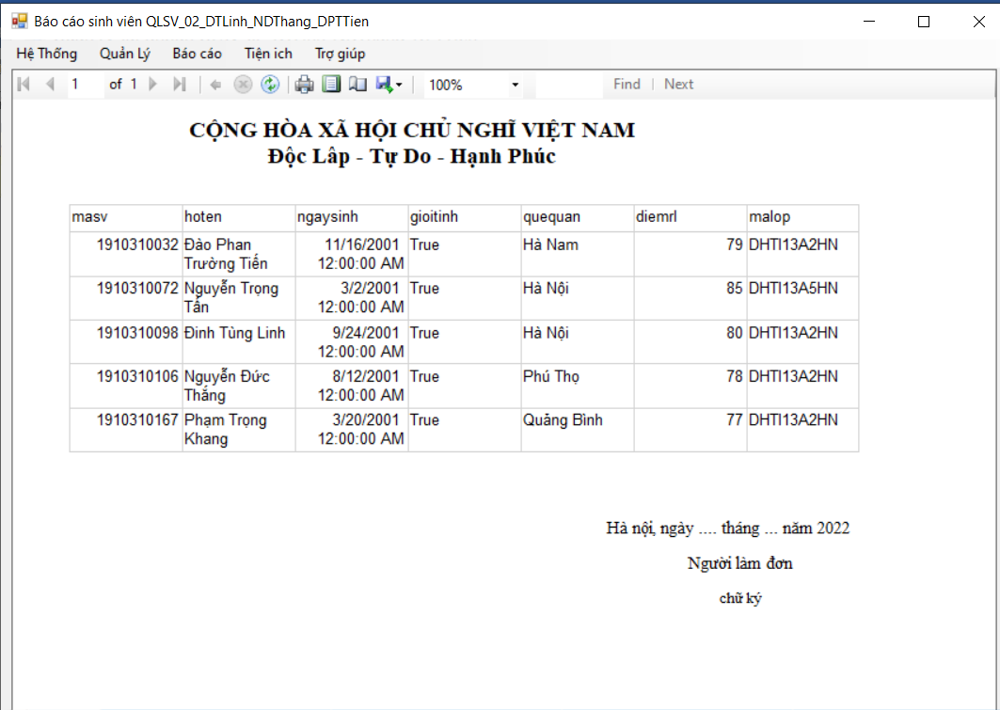 Báo cáo sinh viên QLSV_02_DTLinh_NDThang_DPTTien
Hệ Thống Quản Lý Báo cáo Tiện ích Trợ giúp
1 of 1 100% Find | Next
CỘNG HÒA XÃ HỘI CHỦ NGHĨ VIỆT NAM
Độc Lâp - Tự Do - Hạnh Phúc
masv hoten ngaysinh gioitinh quequan diemrl malop
1910310032 Đào Phan 11/16/2001 True Hà Nam 79 DHTI13A2HN
Trường Tiến 12:00:00 AM
1910310072 Nguyễn Trọng 3/2/2001 True Hà Nội 85 DHTI13A5HN
Tấn 12:00:00 AM
1910310098 Đinh Tùng Linh 9/24/2001 True Hà Nội 80 DHTI13A2HN
12:00:00 AM
1910310106 Nguyễn Đức 8/12/2001 True Phú Thọ 78 DHTI13A2HN
Thắng 12:00:00 AM
1910310167 Phạm Trọng 3/20/2001 True Quảng Bình 77 DHTI13A2HN
Khang 12:00:00 AM
Hà nội, ngày .... tháng ... năm 2022
Người làm đơn
chữ ký